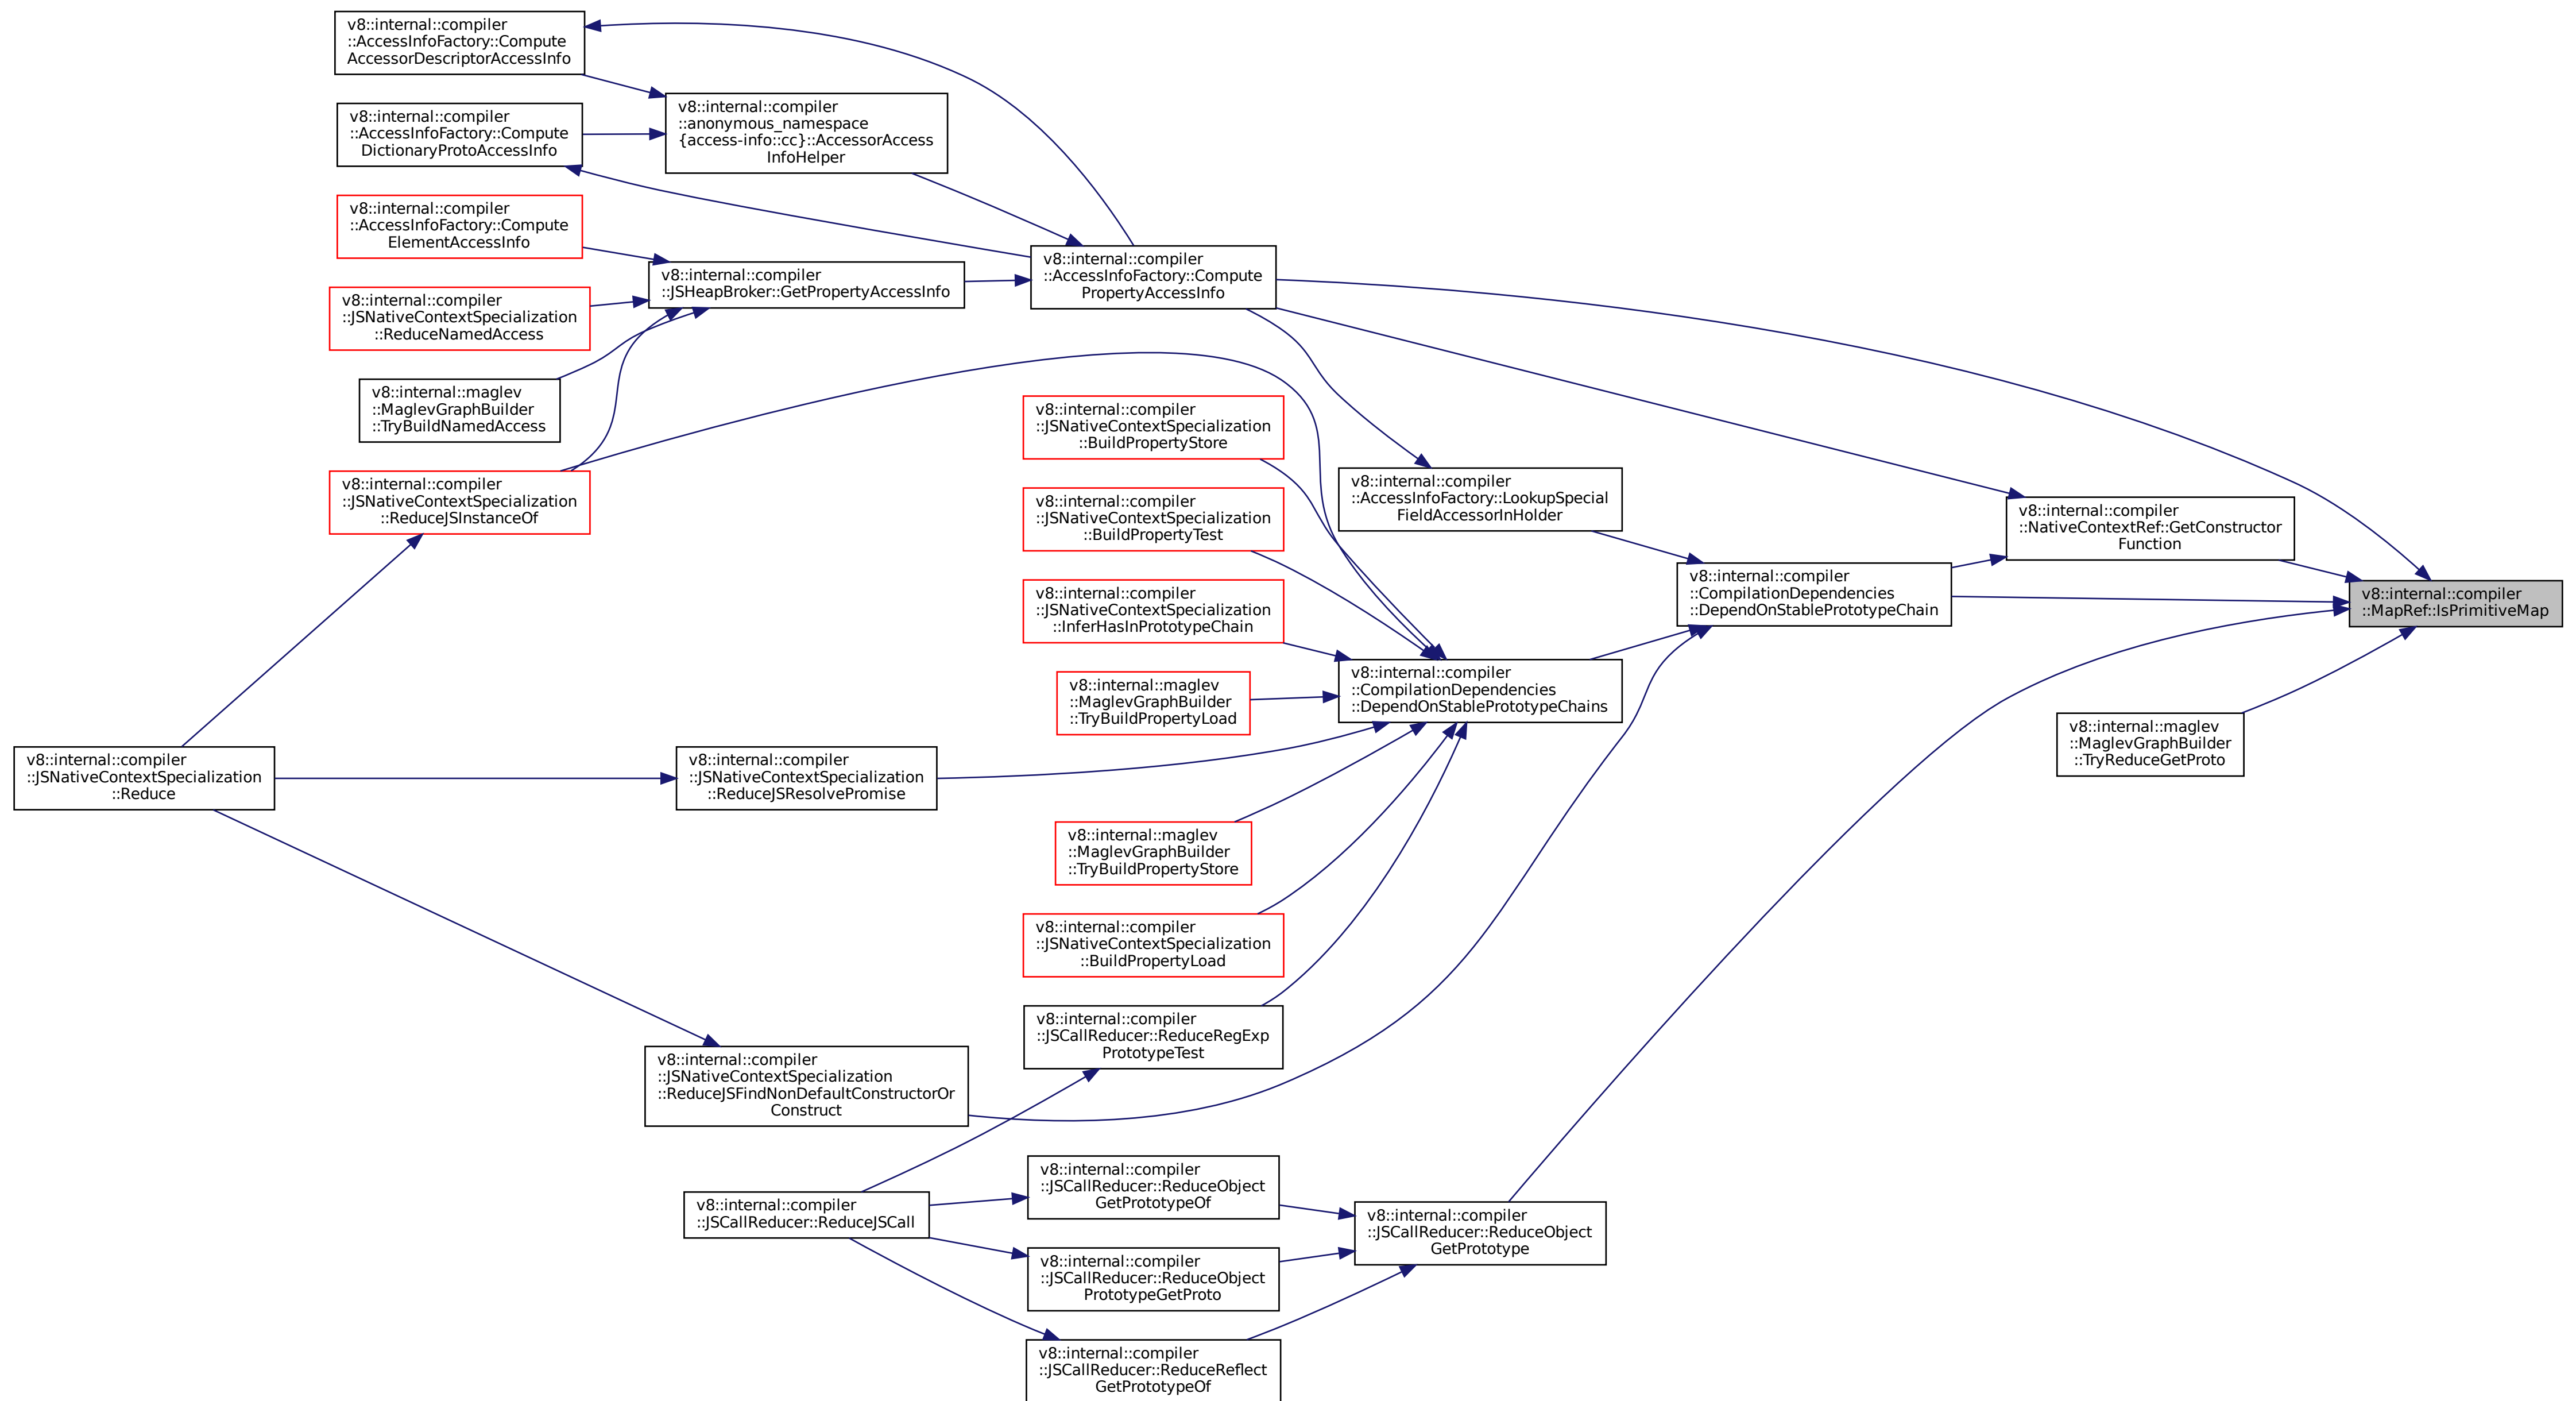 v8::internal::compiler
::AccessInfoFactory::Compute
AccessorDescriptorAccessInfo
v8::internal::compiler
::anonymous_namespace
{access-info::cc}::AccessorAccess
InfoHelper
v8::internal::compiler
::AccessInfoFactory::Compute
DictionaryProtoAccessInfo
v8::internal::compiler
::AccessInfoFactory::Compute
ElementAccessInfo
v8::internal::compiler
::JSHeapBroker::GetPropertyAccessInfo
v8::internal::compiler
::AccessInfoFactory::Compute
PropertyAccessInfo
v8::internal::compiler
::JSNativeContextSpecialization
::ReduceNamedAccess
v8::internal::maglev
::MaglevGraphBuilder
::TryBuildNamedAccess
v8::internal::compiler
::JSNativeContextSpecialization
::BuildPropertyStore
v8::internal::compiler
::JSNativeContextSpecialization
::ReduceJSInstanceOf
v8::internal::compiler
::JSNativeContextSpecialization
::BuildPropertyTest
v8::internal::compiler
::AccessInfoFactory::LookupSpecial
FieldAccessorInHolder
v8::internal::compiler
::NativeContextRef::GetConstructor
Function
v8::internal::compiler
::JSNativeContextSpecialization
::InferHasInPrototypeChain
v8::internal::compiler
::CompilationDependencies
::DependOnStablePrototypeChain
v8::internal::compiler
::MapRef::IsPrimitiveMap
v8::internal::maglev
::MaglevGraphBuilder
::TryBuildPropertyLoad
v8::internal::compiler
::CompilationDependencies
::DependOnStablePrototypeChains
v8::internal::maglev
::MaglevGraphBuilder
::TryReduceGetProto
v8::internal::compiler
::JSNativeContextSpecialization
::Reduce
v8::internal::compiler
::JSNativeContextSpecialization
::ReduceJSResolvePromise
v8::internal::maglev
::MaglevGraphBuilder
::TryBuildPropertyStore
v8::internal::compiler
::JSNativeContextSpecialization
::BuildPropertyLoad
v8::internal::compiler
::JSCallReducer::ReduceRegExp
PrototypeTest
v8::internal::compiler
::JSNativeContextSpecialization
::ReduceJSFindNonDefaultConstructorOr
Construct
v8::internal::compiler
::JSCallReducer::ReduceObject
GetPrototypeOf
v8::internal::compiler
::JSCallReducer::ReduceJSCall
v8::internal::compiler
::JSCallReducer::ReduceObject
GetPrototype
v8::internal::compiler
::JSCallReducer::ReduceObject
PrototypeGetProto
v8::internal::compiler
::JSCallReducer::ReduceReflect
GetPrototypeOf